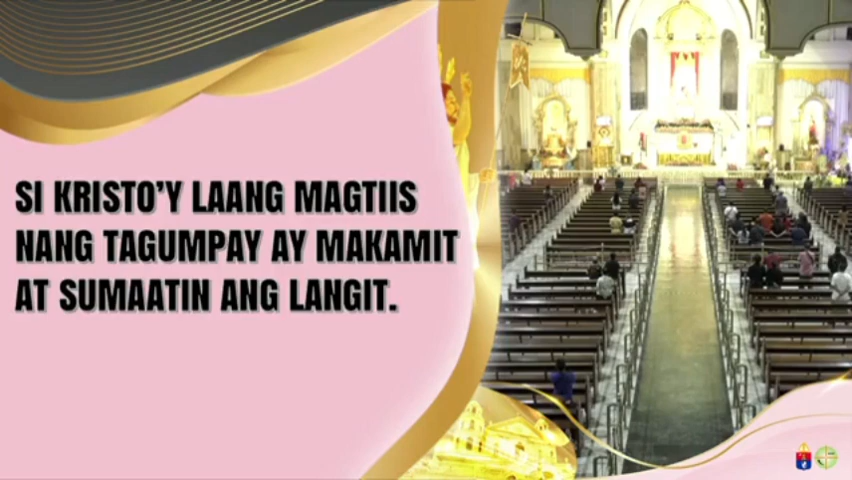 SI KRISTO'Y LAANG MAGTIIS
NANG TAGUMPAY AY MAKAMIT
AT SUMAATIN ANG LANGIT.